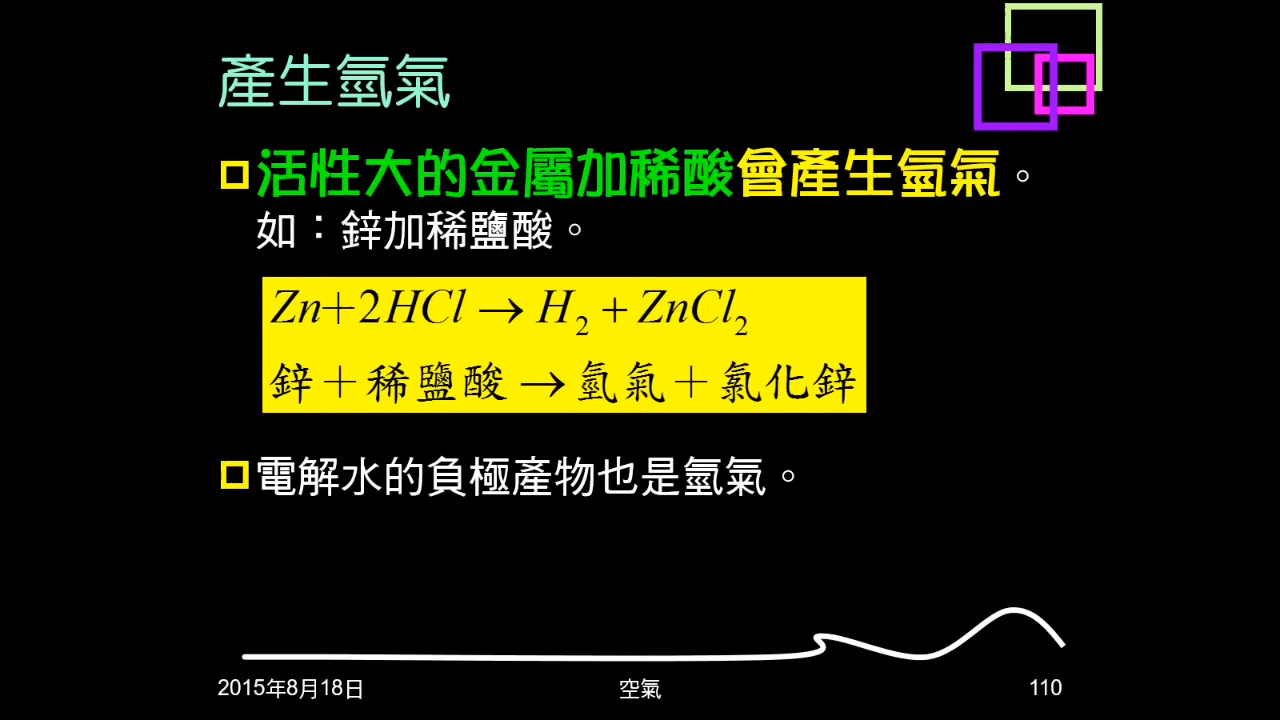 產生氫氣
活性大的金屬加稀酸會產生氫氣。
如：鋅加稀鹽酸。
Zn+2HCl→H₂+ZnCl₂
鋅＋稀鹽酸→氫氣＋氯化鋅
電解水的負極產物也是氫氣。
2015年8月18日
空氣
110